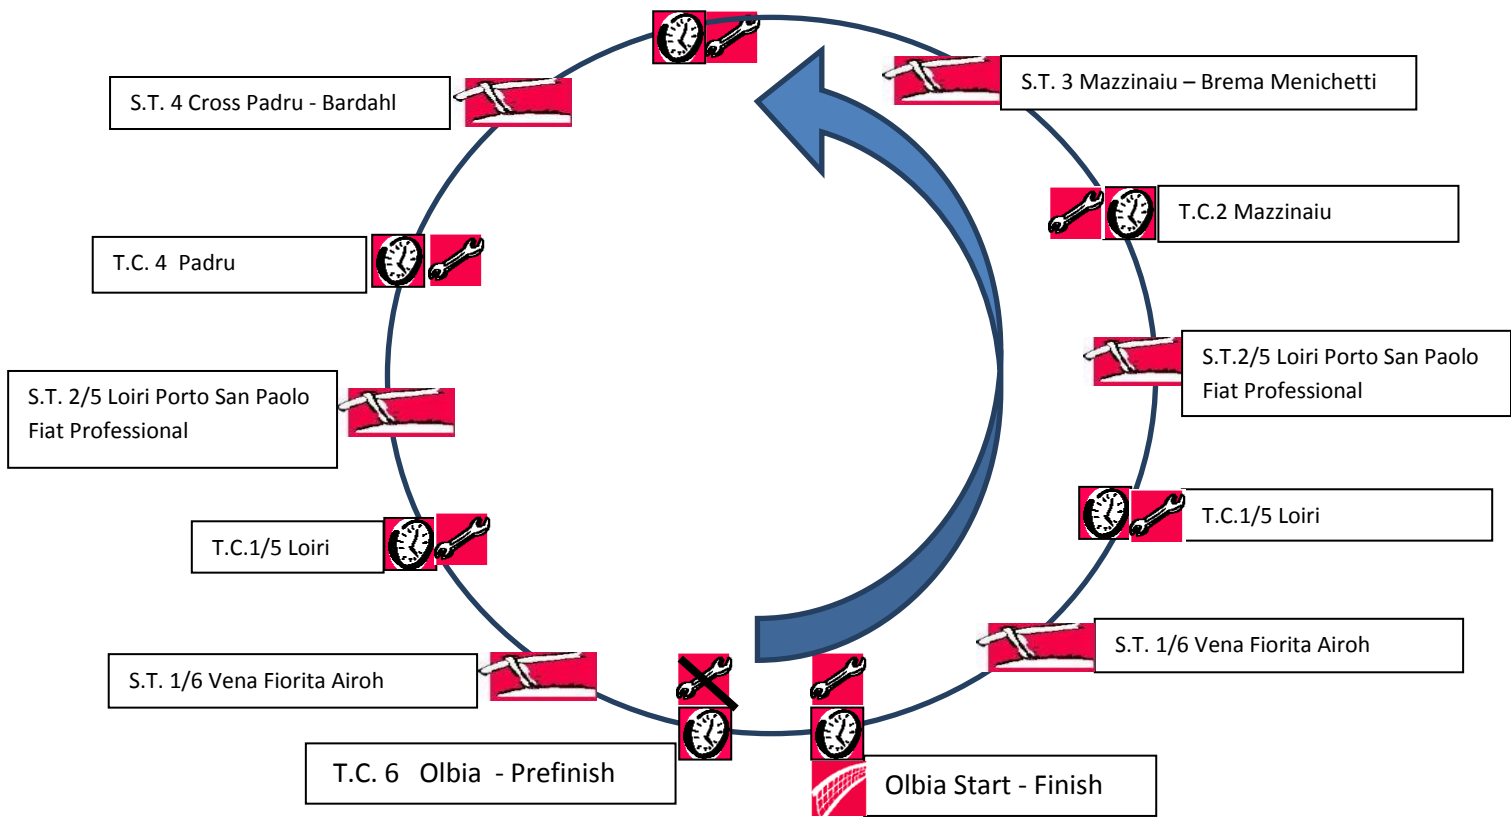 S.T. 4 Cross Padru - Bardahl
S.T. 3 Mazzinaiu – Brema Menichetti
T.C.2 Mazzinaiu
T.C. 4  Padru
S.T.2/5 Loiri Porto San Paolo
Fiat Professional
S.T. 2/5 Loiri Porto San Paolo
Fiat Professional
T.C.1/5 Loiri
T.C.1/5 Loiri
S.T. 1/6 Vena Fiorita Airoh
S.T. 1/6 Vena Fiorita Airoh
T.C. 6   Olbia  - Prefinish
Olbia Start - Finish